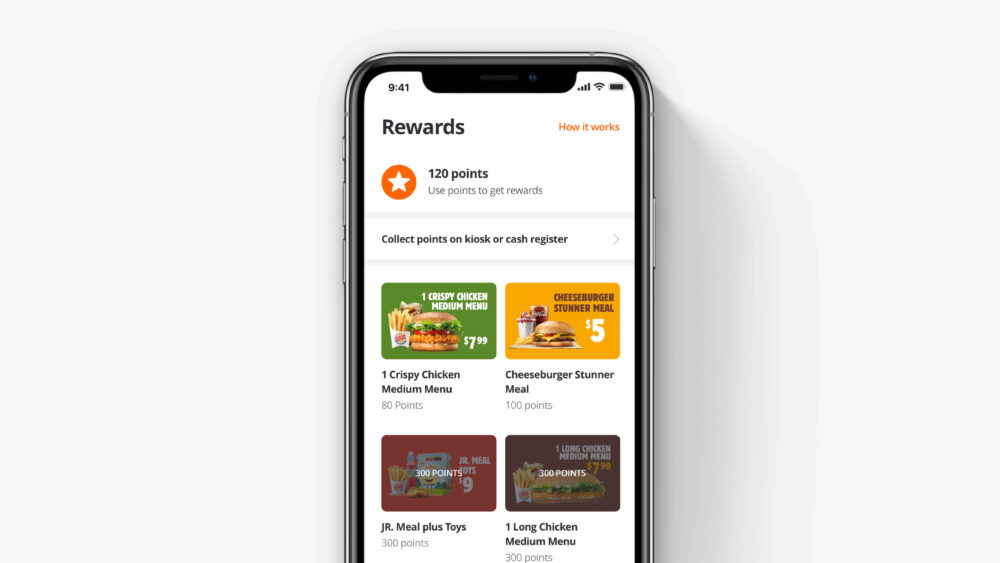 9:41
Rewards
How it works
120 points
Use points to get rewards
Collect points on kiosk or cash register
1 CRISPY CHICKEN
MEDIUM MENU
$7.99
CHEESEBURGER
STUNNER MEAL
$5
1 Crispy Chicken
Medium Menu
80 Points
Cheeseburger Stunner
Meal
100 points
JR. MEAL
TOYS
$9
300 POINTS
1 LONG CHICKEN
MEDIUM MENU
$7.90
300 POINTS
JR. Meal plus Toys
300 points
1 Long Chicken
Medium Menu
300 points